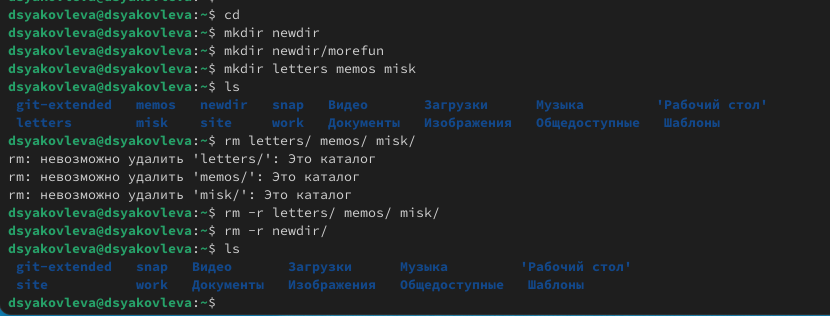 dsyakovleva@dsyakovleva:~$ cd
dsyakovleva@dsyakovleva:~$ mkdir newdir
dsyakovleva@dsyakovleva:~$ mkdir newdir/morefun
dsyakovleva@dsyakovleva:~$ mkdir letters memos misk
dsyakovleva@dsyakovleva:~$ ls
git-extended memos newdir snap Видео Загрузки Музыка 'Рабочий стол'
letters misk site work Документы Изображения Общедоступные Шаблоны
dsyakovleva@dsyakovleva:~$ rm letters/ memos/ misk/
rm: невозможно удалить 'letters/': Это каталог
rm: невозможно удалить 'memos/': Это каталог
rm: невозможно удалить 'misk/': Это каталог
dsyakovleva@dsyakovleva:~$ rm -r letters/ memos/ misk/
dsyakovleva@dsyakovleva:~$ rm -r newdir/
dsyakovleva@dsyakovleva:~$ ls
git-extended snap Видео Загрузки Музыка 'Рабочий стол'
site work Документы Изображения Общедоступные Шаблоны
dsyakovleva@dsyakovleva:~$